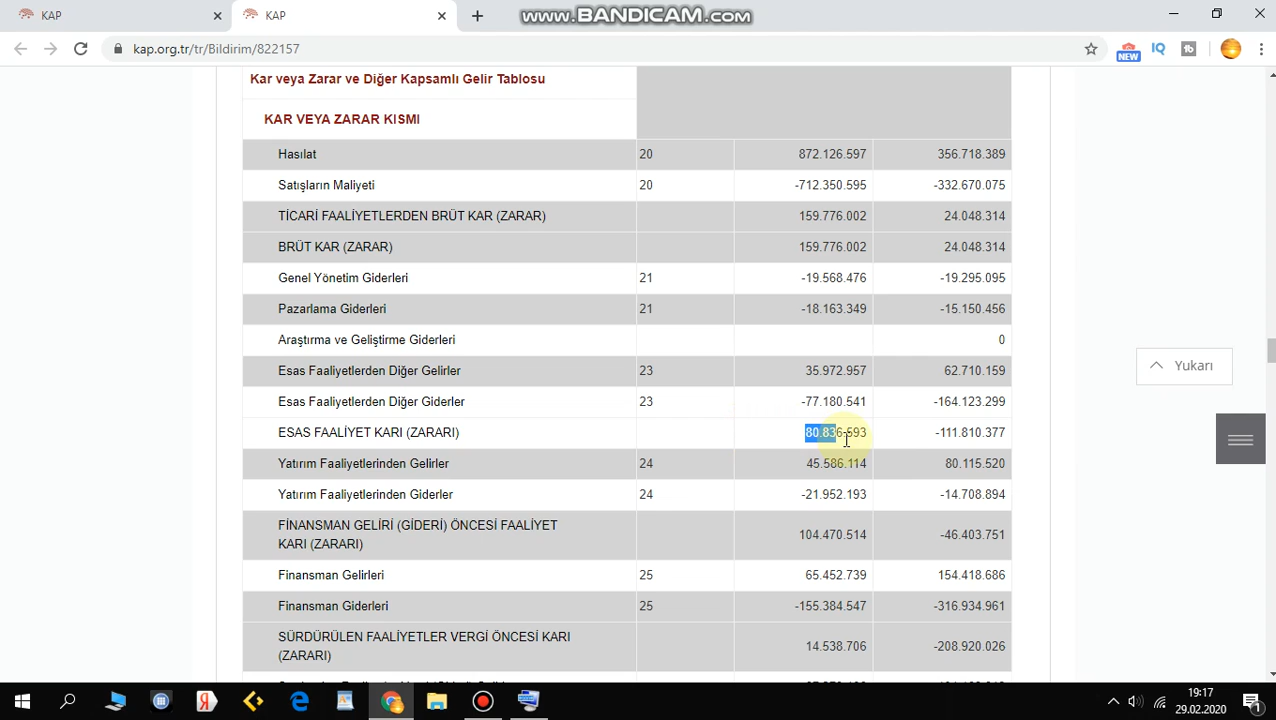 KAP
KAP
www.BANDICAM.com
kap.org.tr/tr/Bildirim/822157
NEW
IQ
Kar veya Zarar ve Diğer Kapsamlı Gelir Tablosu
KAR VEYA ZARAR KISMI
Hasılat 20 872.126.597 356.718.389
Satışların Maliyeti 20 -712.350.595 -332.670.075
TİCARİ FAALİYETLERDEN BRÜT KAR (ZARAR) 159.776.002 24.048.314
BRÜT KAR (ZARAR) 159.776.002 24.048.314
Genel Yönetim Giderleri 21 -19.568.476 -19.295.095
Pazarlama Giderleri 21 -18.163.349 -15.150.456
Araştırma ve Geliştirme Giderleri 0
Esas Faaliyetlerden Diğer Gelirler 23 35.972.957 62.710.159
Esas Faaliyetlerden Diğer Giderler 23 -77.180.541 -164.123.299
ESAS FAALİYET KARI (ZARARI) 80.836.593 -111.810.377
Yatırım Faaliyetlerinden Gelirler 24 45.586.114 80.115.520
Yatırım Faaliyetlerinden Giderler 24 -21.952.193 -14.708.894
FİNANSMAN GELİRİ (GİDERİ) ÖNCESİ FAALİYET
KARI (ZARARI) 104.470.514 -46.403.751
Finansman Gelirleri 25 65.452.739 154.418.686
Finansman Giderleri 25 -155.384.547 -316.934.961
SÜRDÜRÜLEN FAALİYETLER VERGİ ÖNCESİ KARI
(ZARARI) 14.538.706 -208.920.026
Yukarı
19:17
29.02.2020
1